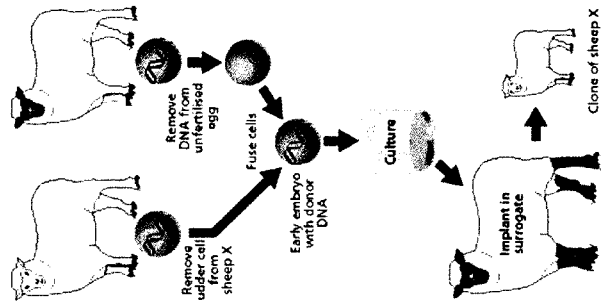 Remove
udder cell
from
sheep X
Remove
DNA from
unfertilised
egg
Fuse cells
Early embryo
with donor
DNA
Culture
Implant in
surrogate
Clone of sheep X